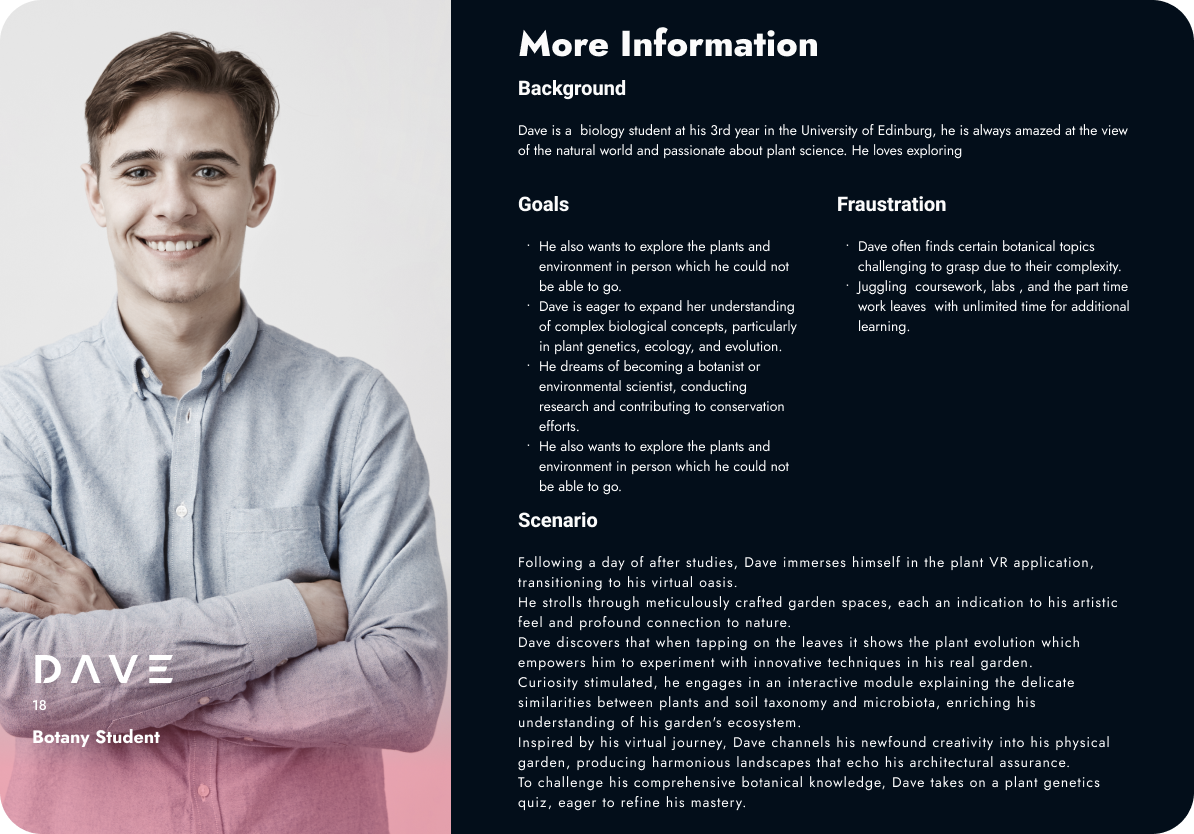 More Information
Background
Dave is a  biology student at his 3rd year in the University of Edinburg, he is always amazed at the view
of the natural world and passionate about plant science. He loves exploring
Goals
· He also wants to explore the plants and
environment in person which he could not
be able to go.
· Dave is eager to expand her understanding
of complex biological concepts, particularly
in plant genetics, ecology, and evolution.
· He dreams of becoming a botanist or
environmental scientist, conducting
research and contributing to conservation
efforts.
· He also wants to explore the plants and
environment in person which he could not
be able to go.
Fraustration
· Dave often finds certain botanical topics
challenging to grasp due to their complexity.
· Juggling  coursework, labs , and the part time
work leaves  with unlimited time for additional
learning.
Scenario
Following a day of after studies, Dave immerses himself in the plant VR application,
transitioning to his virtual oasis.
He strolls through meticulously crafted garden spaces, each an indication to his artistic
feel and profound connection to nature.
Dave discovers that when tapping on the leaves it shows the plant evolution which
empowers him to experiment with innovative techniques in his real garden.
Curiosity stimulated, he engages in an interactive module explaining the delicate
similarities between plants and soil taxonomy and microbiota, enriching his
understanding of his garden's ecosystem.
Inspired by his virtual journey, Dave channels his newfound creativity into his physical
garden, producing harmonious landscapes that echo his architectural assurance.
To challenge his comprehensive botanical knowledge, Dave takes on a plant genetics
quiz, eager to refine his mastery.
DAVE
18
Botany Student